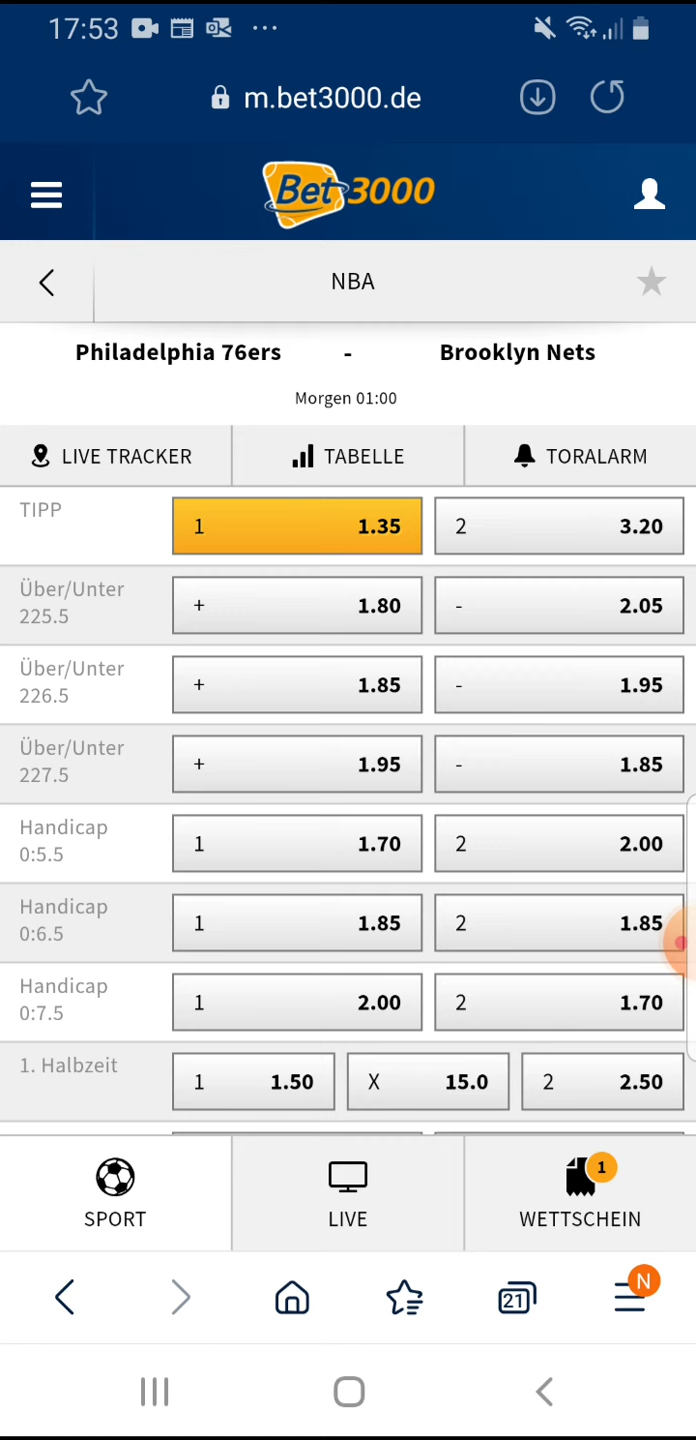 17:53
m.bet3000.de
Bet 3000
NBA
Philadelphia 76ers - Brooklyn Nets
Morgen 01:00
LIVE TRACKER TABELLE TORALARM
TIPP 1 1.35 2 3.20
Über/Unter
225.5 + 1.80 - 2.05
Über/Unter
226.5 + 1.85 - 1.95
Über/Unter
227.5 + 1.95 - 1.85
Handicap
0:5.5 1 1.70 2 2.00
Handicap
0:6.5 1 1.85 2 1.85
Handicap
0:7.5 1 2.00 2 1.70
1. Halbzeit 1 1.50 X 15.0 2 2.50
1
SPORT LIVE WETTSCHEIN
21 N